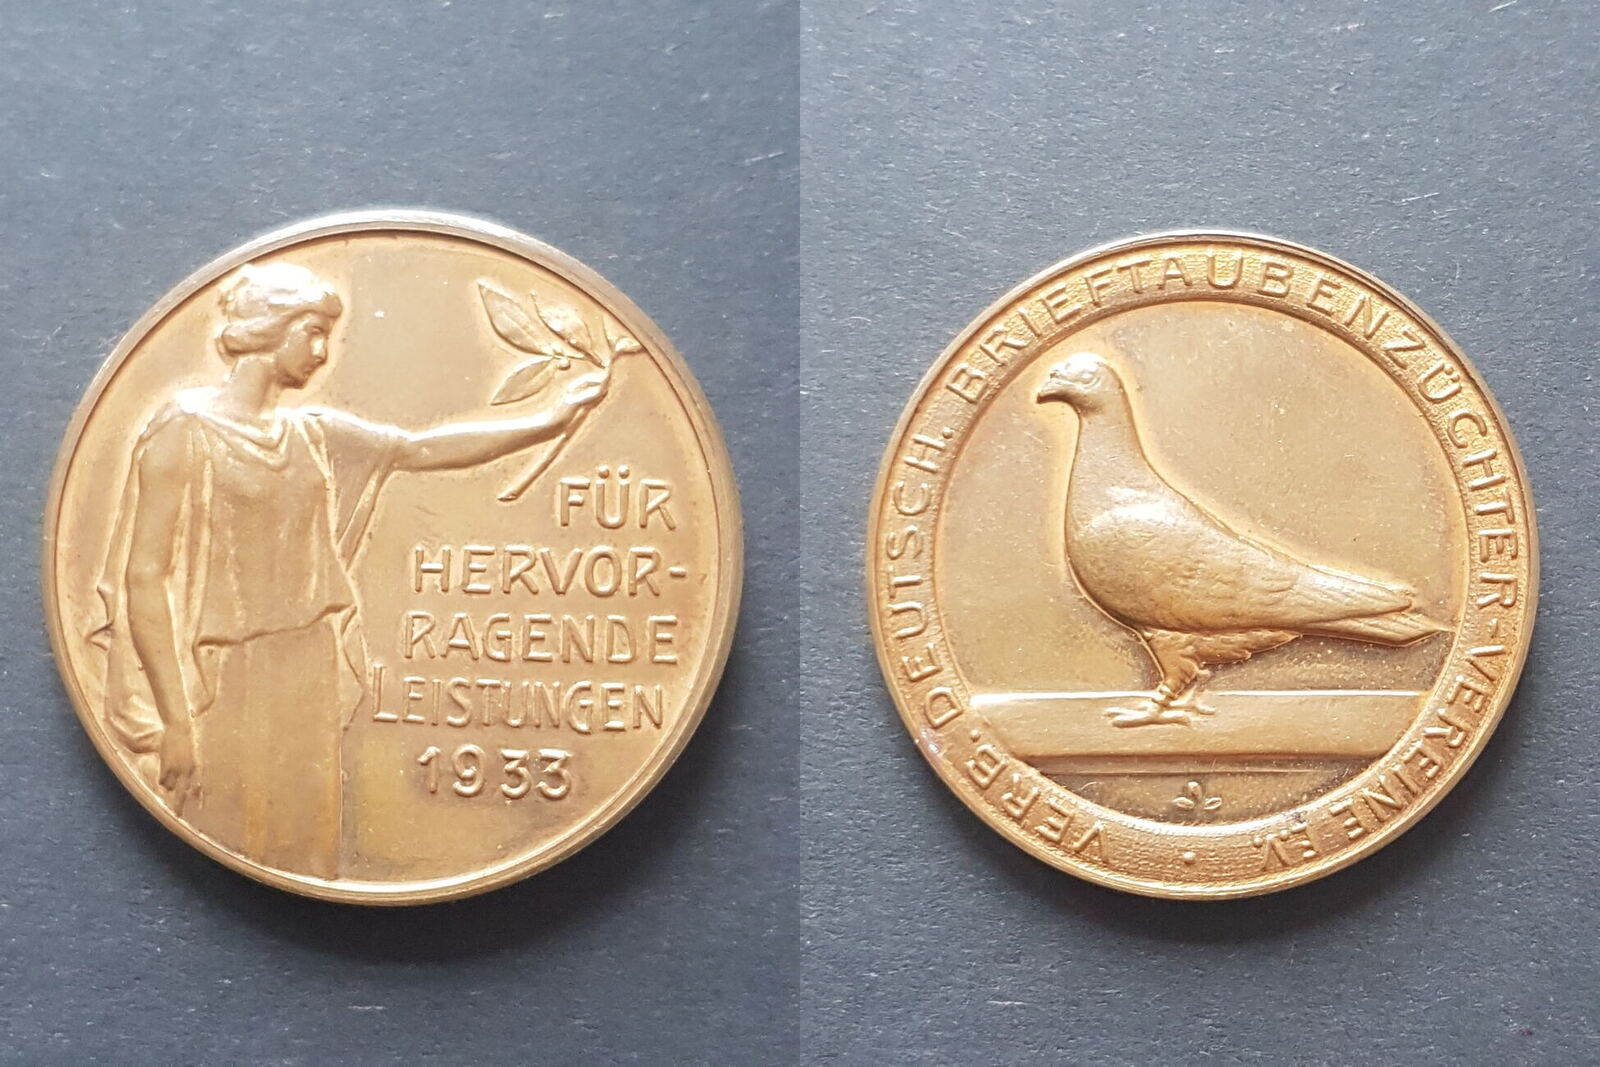 FÜR
HERVOR-
RAGENDE
LEISTUNGEN
1933
VERB. DEUTSCH. BRIEFTAUBENZÜCHTER-VEREINE E.V.